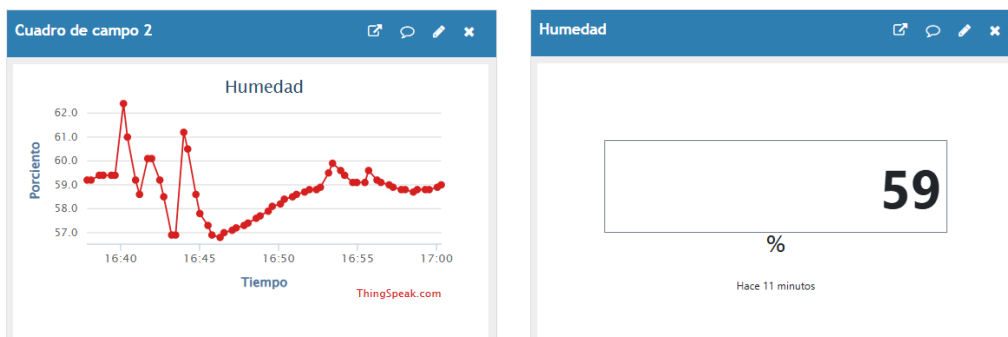 Cuadro de campo 2
Humedad
62.0
61.0
60.0
59.0
58.0
57.0
Porciento
16:40 16:45 16:50 16:55 17:00
Tiempo
ThingSpeak.com
Humedad
59
%
Hace 11 minutos